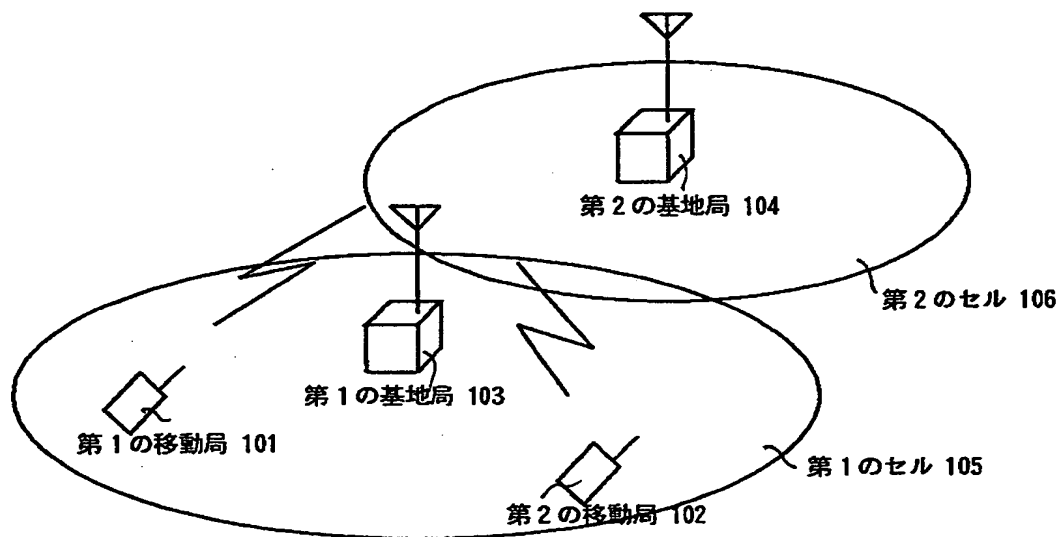 第2の基地局 104
第2のセル 106
第1の基地局 103
第1の移動局 101
第1のセル 105
第2の移動局 102